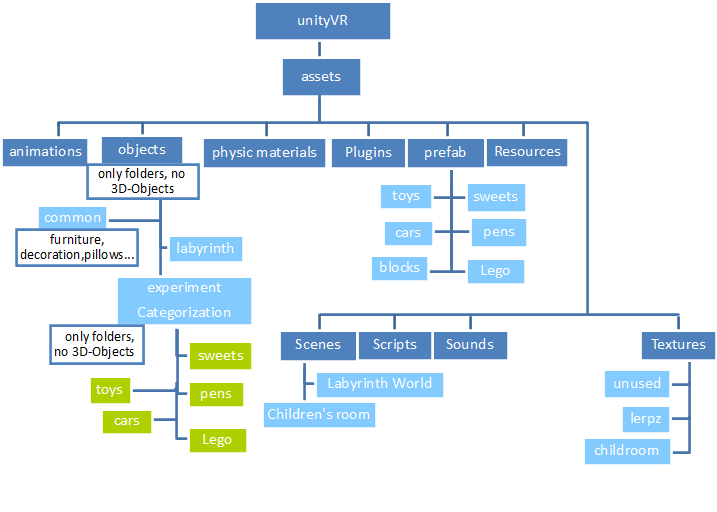 unityVR
assets
animations
objects
physic materials
Plugins
prefab
Resources
only folders, no
3D-Objects
common
furniture,
decoration,pillows...
labyrinth
experiment
Categorization
only folders,
no 3D-Objects
sweets
toys
pens
cars
Lego
toys
sweets
cars
pens
blocks
Lego
Scenes
Scripts
Sounds
Textures
Labyrinth World
Children's room
unused
lerpz
childroom